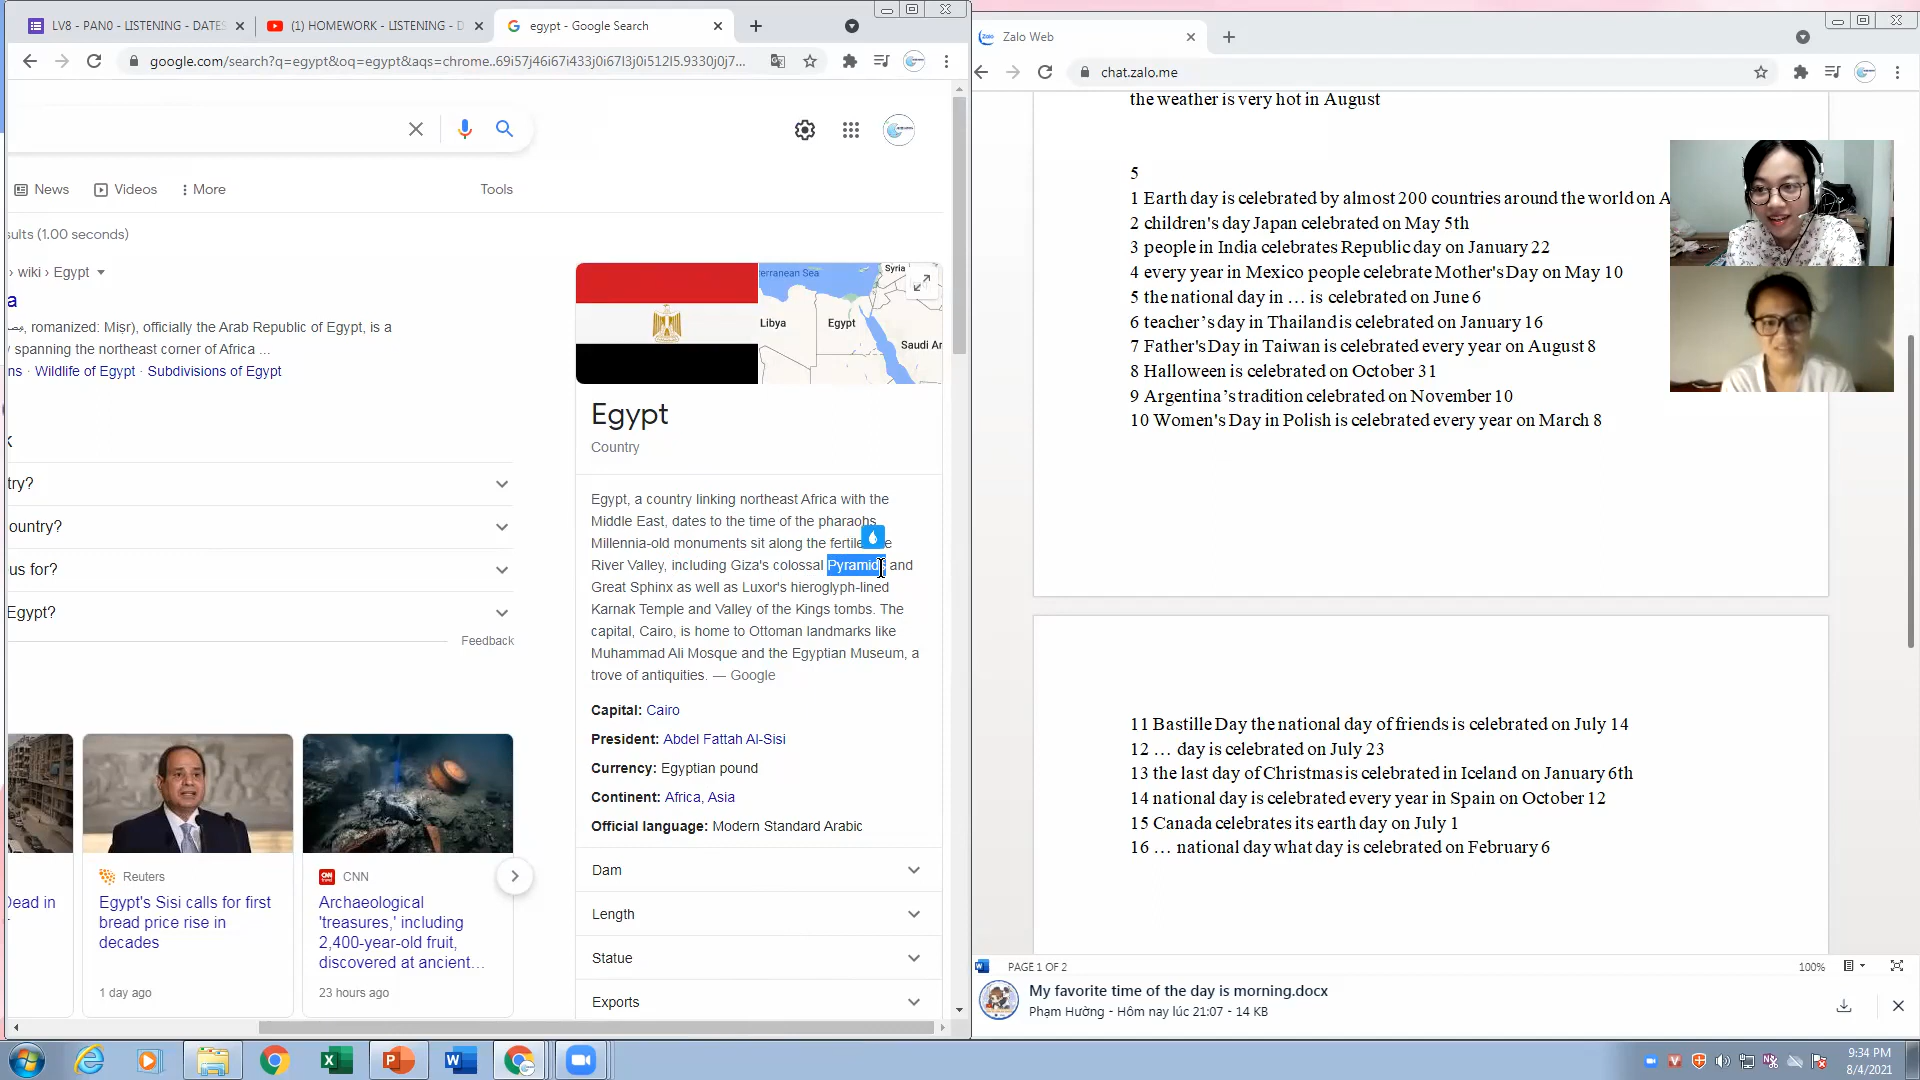 LV8 - PAN0 - LISTENING - DATES
(1) HOMEWORK - LISTENING - D
egypt - Google Search
google.com/search?q=egypt&oq=egypt&aqs=chrome..69i57j46i67i433j0i67l3j0i512l5.9330j0j7...
News
Videos
More
Tools
sults (1.00 seconds)
› wiki › Egypt
a
romanized: Miṣr), officially the Arab Republic of Egypt, is a
spanning the northeast corner of Africa ...
ns · Wildlife of Egypt · Subdivisions of Egypt
k
try?
ountry?
us for?
Egypt?
Feedback
Dead in
Reuters
Egypt's Sisi calls for first
bread price rise in
decades
1 day ago
CNN
Archaeological
'treasures,' including
2,400-year-old fruit,
discovered at ancient...
23 hours ago
erranean Sea
Syria
Libya
Egypt
Saudi Ar
Egypt
Country
Egypt, a country linking northeast Africa with the
Middle East, dates to the time of the pharaohs.
Millennia-old monuments sit along the fertile
River Valley, including Giza's colossal Pyramids and
Great Sphinx as well as Luxor's hieroglyph-lined
Karnak Temple and Valley of the Kings tombs. The
capital, Cairo, is home to Ottoman landmarks like
Muhammad Ali Mosque and the Egyptian Museum, a
trove of antiquities. — Google
Capital: Cairo
President: Abdel Fattah Al-Sisi
Currency: Egyptian pound
Continent: Africa, Asia
Official language: Modern Standard Arabic
Dam
Length
Statue
Exports
Zalo Web
chat.zalo.me
the weather is very hot in August
5
1 Earth day is celebrated by almost 200 countries around the world on A
2 children's day Japan celebrated on May 5th
3 people in India celebrates Republic day on January 22
4 every year in Mexico people celebrate Mother's Day on May 10
5 the national day in … is celebrated on June 6
6 teacher's day in Thailand is celebrated on January 16
7 Father's Day in Taiwan is celebrated every year on August 8
8 Halloween is celebrated on October 31
9 Argentina's tradition celebrated on November 10
10 Women's Day in Polish is celebrated every year on March 8
11 Bastille Day the national day of friends is celebrated on July 14
12 … day is celebrated on July 23
13 the last day of Christmas is celebrated in Iceland on January 6th
14 national day is celebrated every year in Spain on October 12
15 Canada celebrates its earth day on July 1
16 … national day what day is celebrated on February 6
PAGE 1 OF 2
100%
My favorite time of the day is morning.docx
Phạm Hường - Hôm nay lúc 21:07 - 14 KB
9:34 PM
8/4/2021